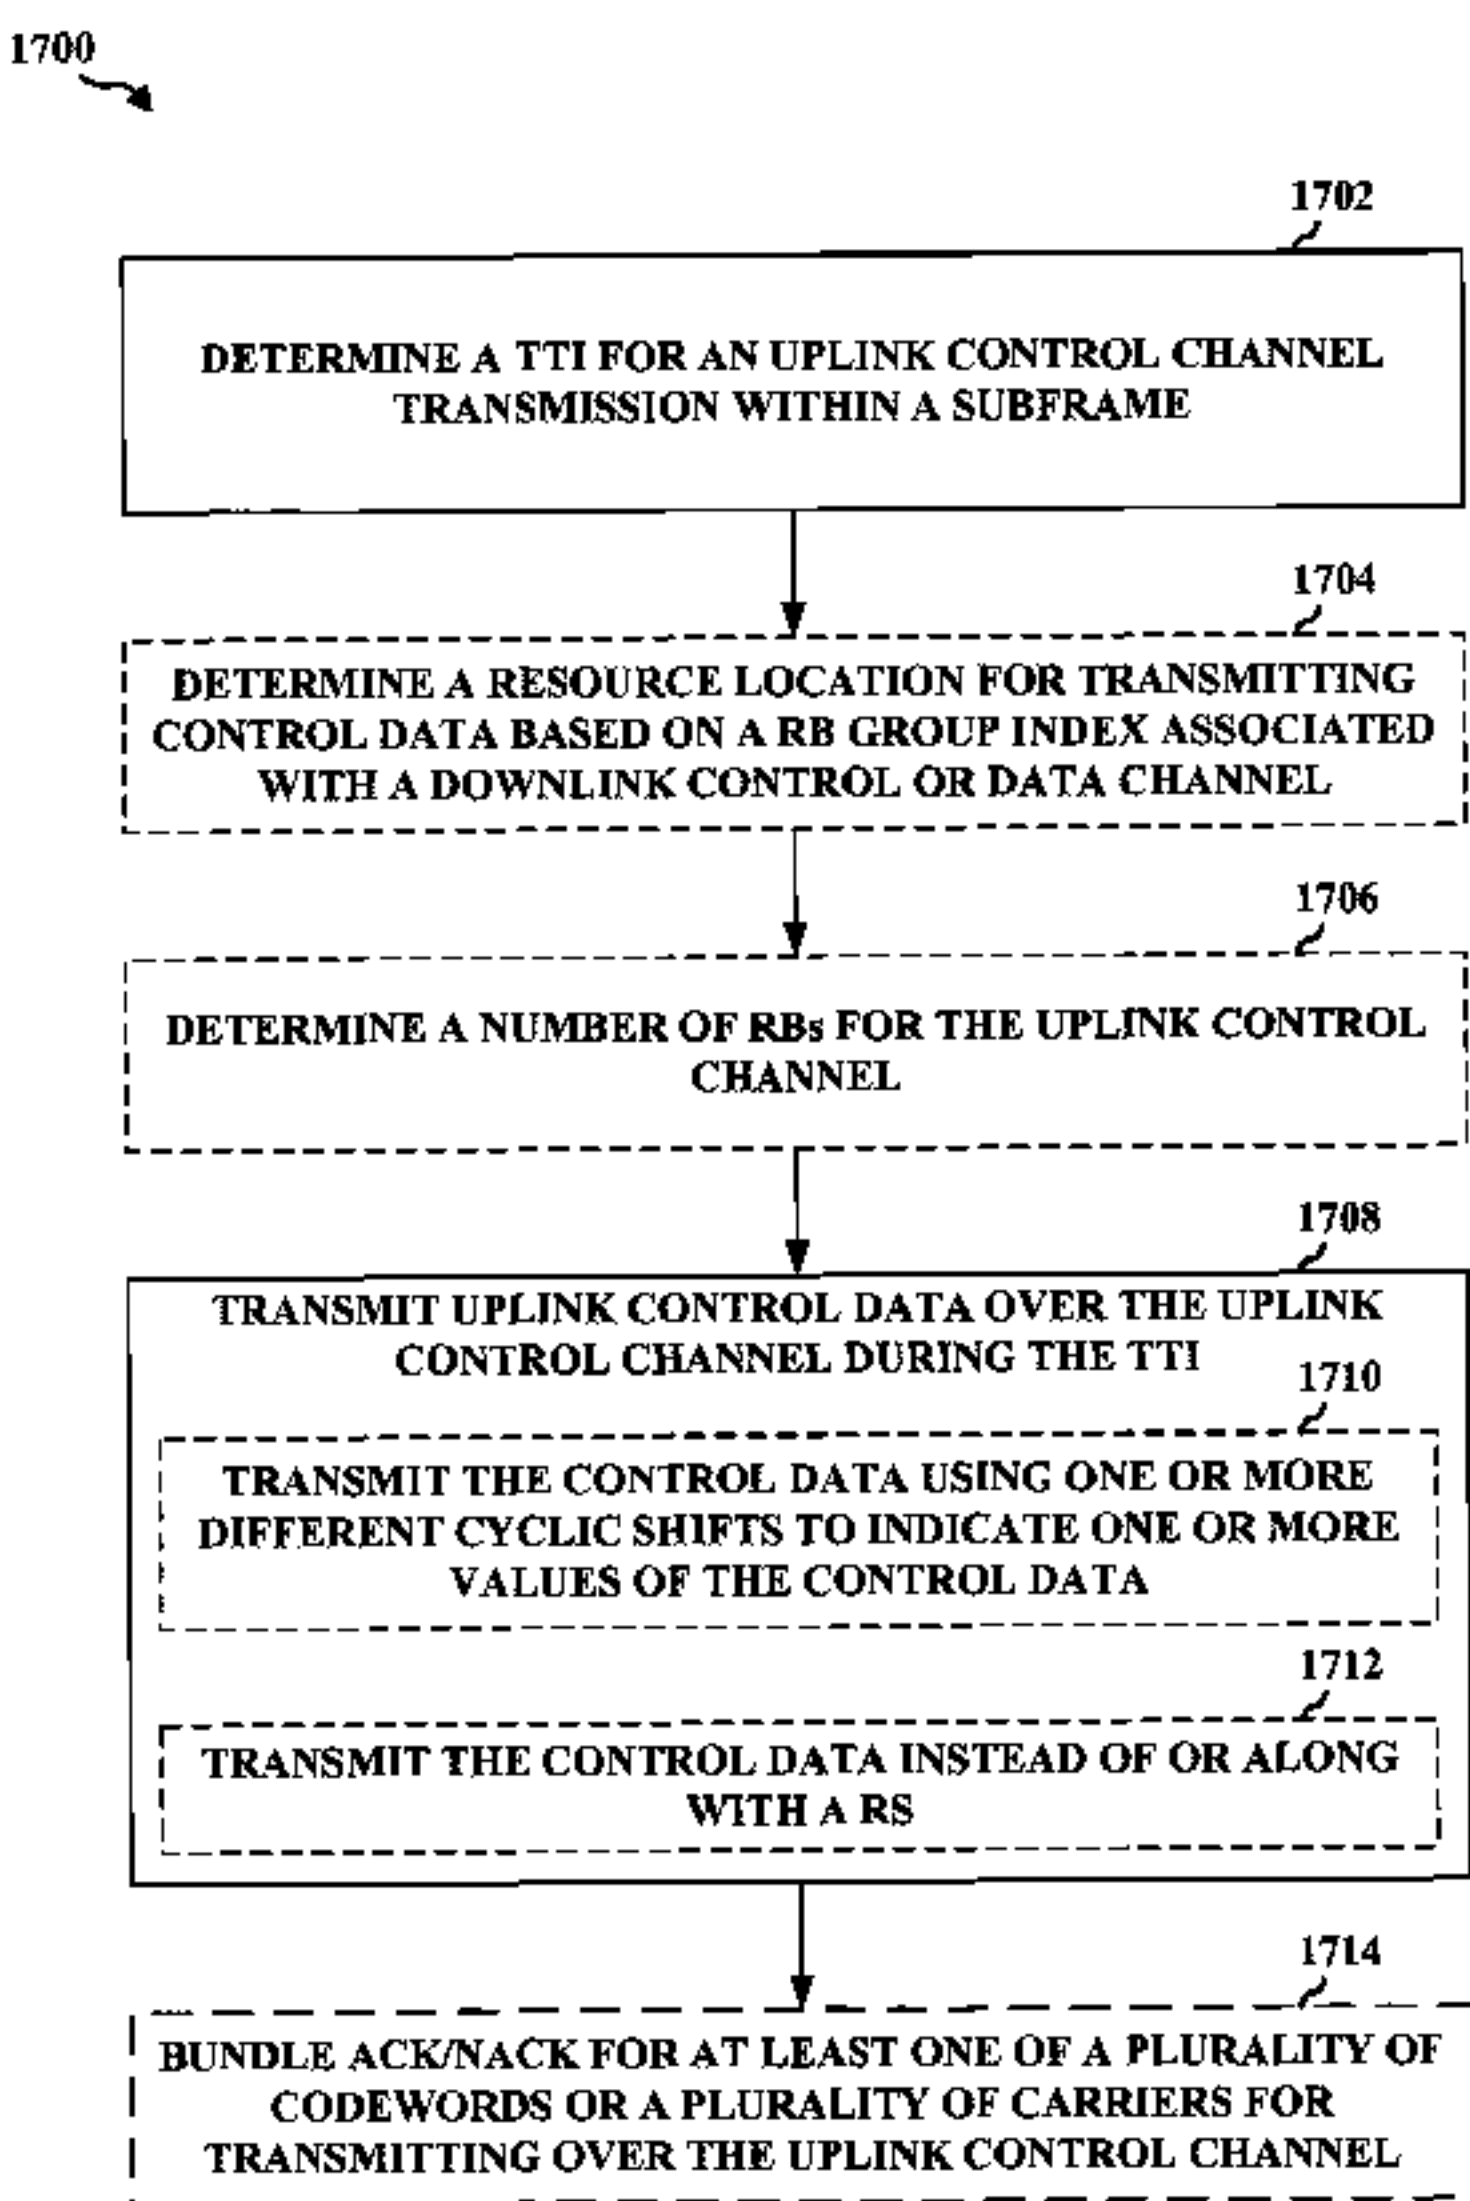 1700
1702
DETERMINE A TTI FOR AN UPLINK CONTROL CHANNEL
TRANSMISSION WITHIN A SUBFRAME
1704
DETERMINE A RESOURCE LOCATION FOR TRANSMITTING
CONTROL DATA BASED ON A RB GROUP INDEX ASSOCIATED
WITH A DOWNLINK CONTROL OR DATA CHANNEL
1706
DETERMINE A NUMBER OF RBs FOR THE UPLINK CONTROL
CHANNEL
1708
TRANSMIT UPLINK CONTROL DATA OVER THE UPLINK
CONTROL CHANNEL DURING THE TTI
1710
TRANSMIT THE CONTROL DATA USING ONE OR MORE
DIFFERENT CYCLIC SHIFTS TO INDICATE ONE OR MORE
VALUES OF THE CONTROL DATA
1712
TRANSMIT THE CONTROL DATA INSTEAD OF OR ALONG
WITH A RS
1714
BUNDLE ACK/NACK FOR AT LEAST ONE OF A PLURALITY OF
CODEWORDS OR A PLURALITY OF CARRIERS FOR
TRANSMITTING OVER THE UPLINK CONTROL CHANNEL